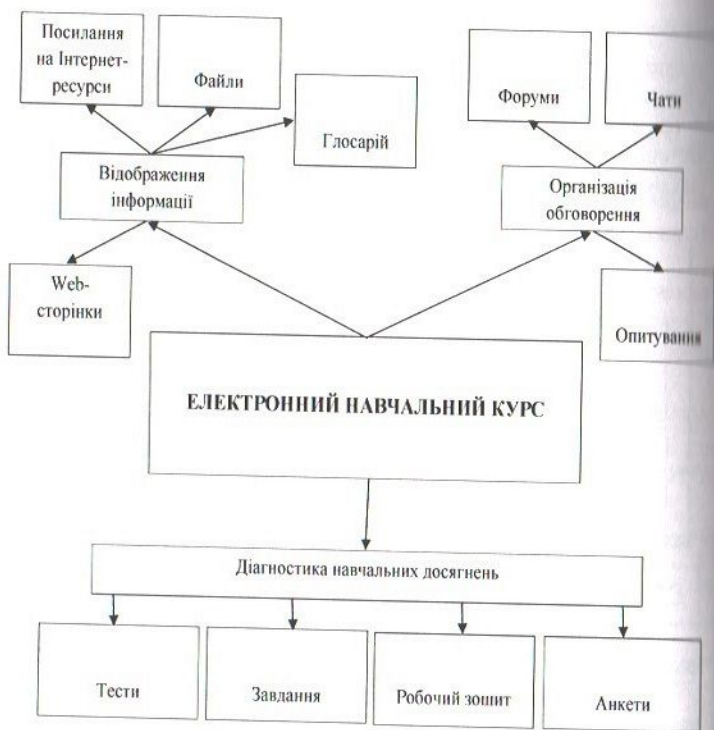 Посилання
на Інтернет-
ресурси
Файли
Глосарій
Форуми
Чати
Відображення
інформації
Організація
обговорення
Web-
сторінки
Опитування
ЕЛЕКТРОННИЙ НАВЧАЛЬНИЙ КУРС
Діагностика навчальних досягнень
Тести
Завдання
Робочий зошит
Анкети